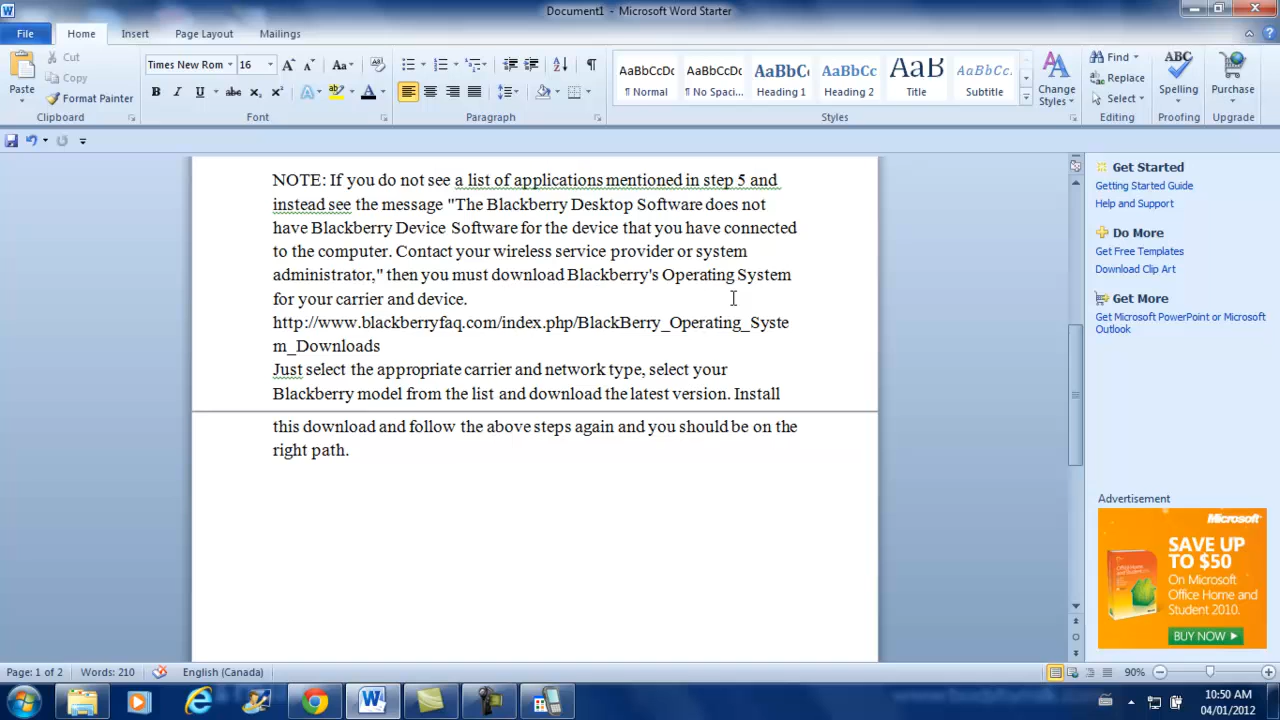 Document1 - Microsoft Word Starter
File Home Insert Page Layout Mailings
Cut
Copy
Format Painter
Paste
Clipboard
Times New Rom 16
Font
Paragraph
AaBbCcDc AaBbCcDc AaBbCc AaBbCc AaB AaBbCcDc
¶ Normal ¶ No Spaci... Heading 1 Heading 2 Title Subtitle
Change Styles
Styles
Find
Replace
Select
Editing
ABC
Spelling
Proofing
Purchase
Upgrade
NOTE: If you do not see a list of applications mentioned in step 5 and
instead see the message "The Blackberry Desktop Software does not
have Blackberry Device Software for the device that you have connected
to the computer. Contact your wireless service provider or system
administrator," then you must download Blackberry's Operating System
for your carrier and device.
http://www.blackberryfaq.com/index.php/BlackBerry_Operating_Syste
m_Downloads
Just select the appropriate carrier and network type, select your
Blackberry model from the list and download the latest version. Install
this download and follow the above steps again and you should be on the
right path.
Get Started
Getting Started Guide
Help and Support
Do More
Get Free Templates
Download Clip Art
Get More
Get Microsoft PowerPoint or Microsoft
Outlook
Advertisement
Microsoft
SAVE UP
TO $50
On Microsoft
Office Home and
Student 2010.
BUY NOW
Page: 1 of 2 Words: 210 English (Canada) 90%
10:50 AM
04/01/2012